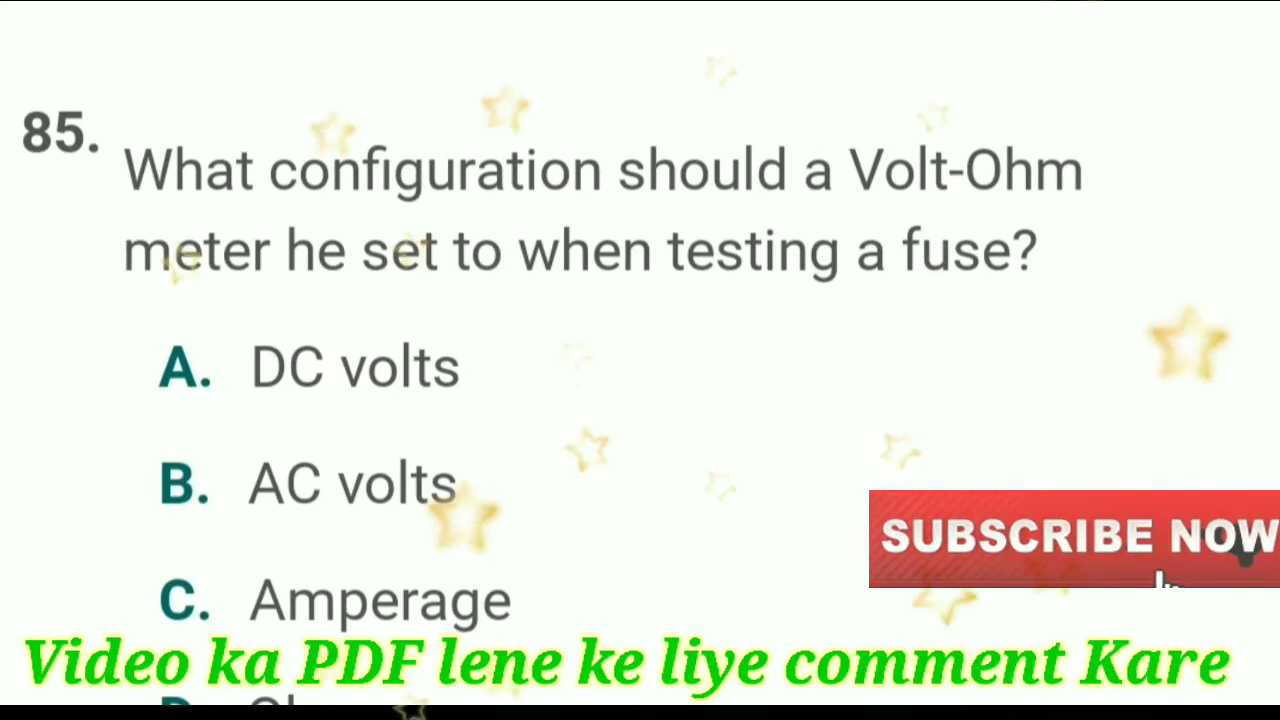 85.
What configuration should a Volt-Ohm
meter he set to when testing a fuse?
A. DC volts
B. AC volts
SUBSCRIBE NOW
C. Amperage
Video ka PDF lene ke liye comment Kare